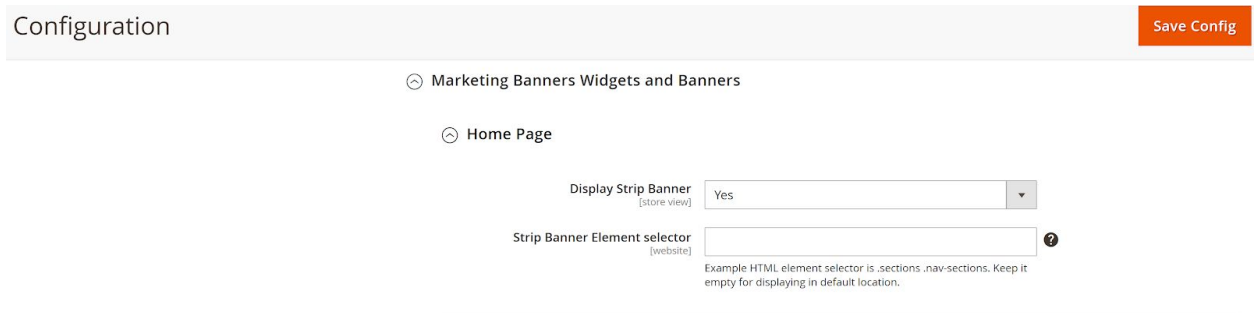 Configuration
Save Config
Marketing Banners Widgets and Banners
Home Page
Display Strip Banner
[store view]
Yes
Strip Banner Element selector
[website]
?
Example HTML element selector is .sections .nav-sections. Keep it
empty for displaying in default location.